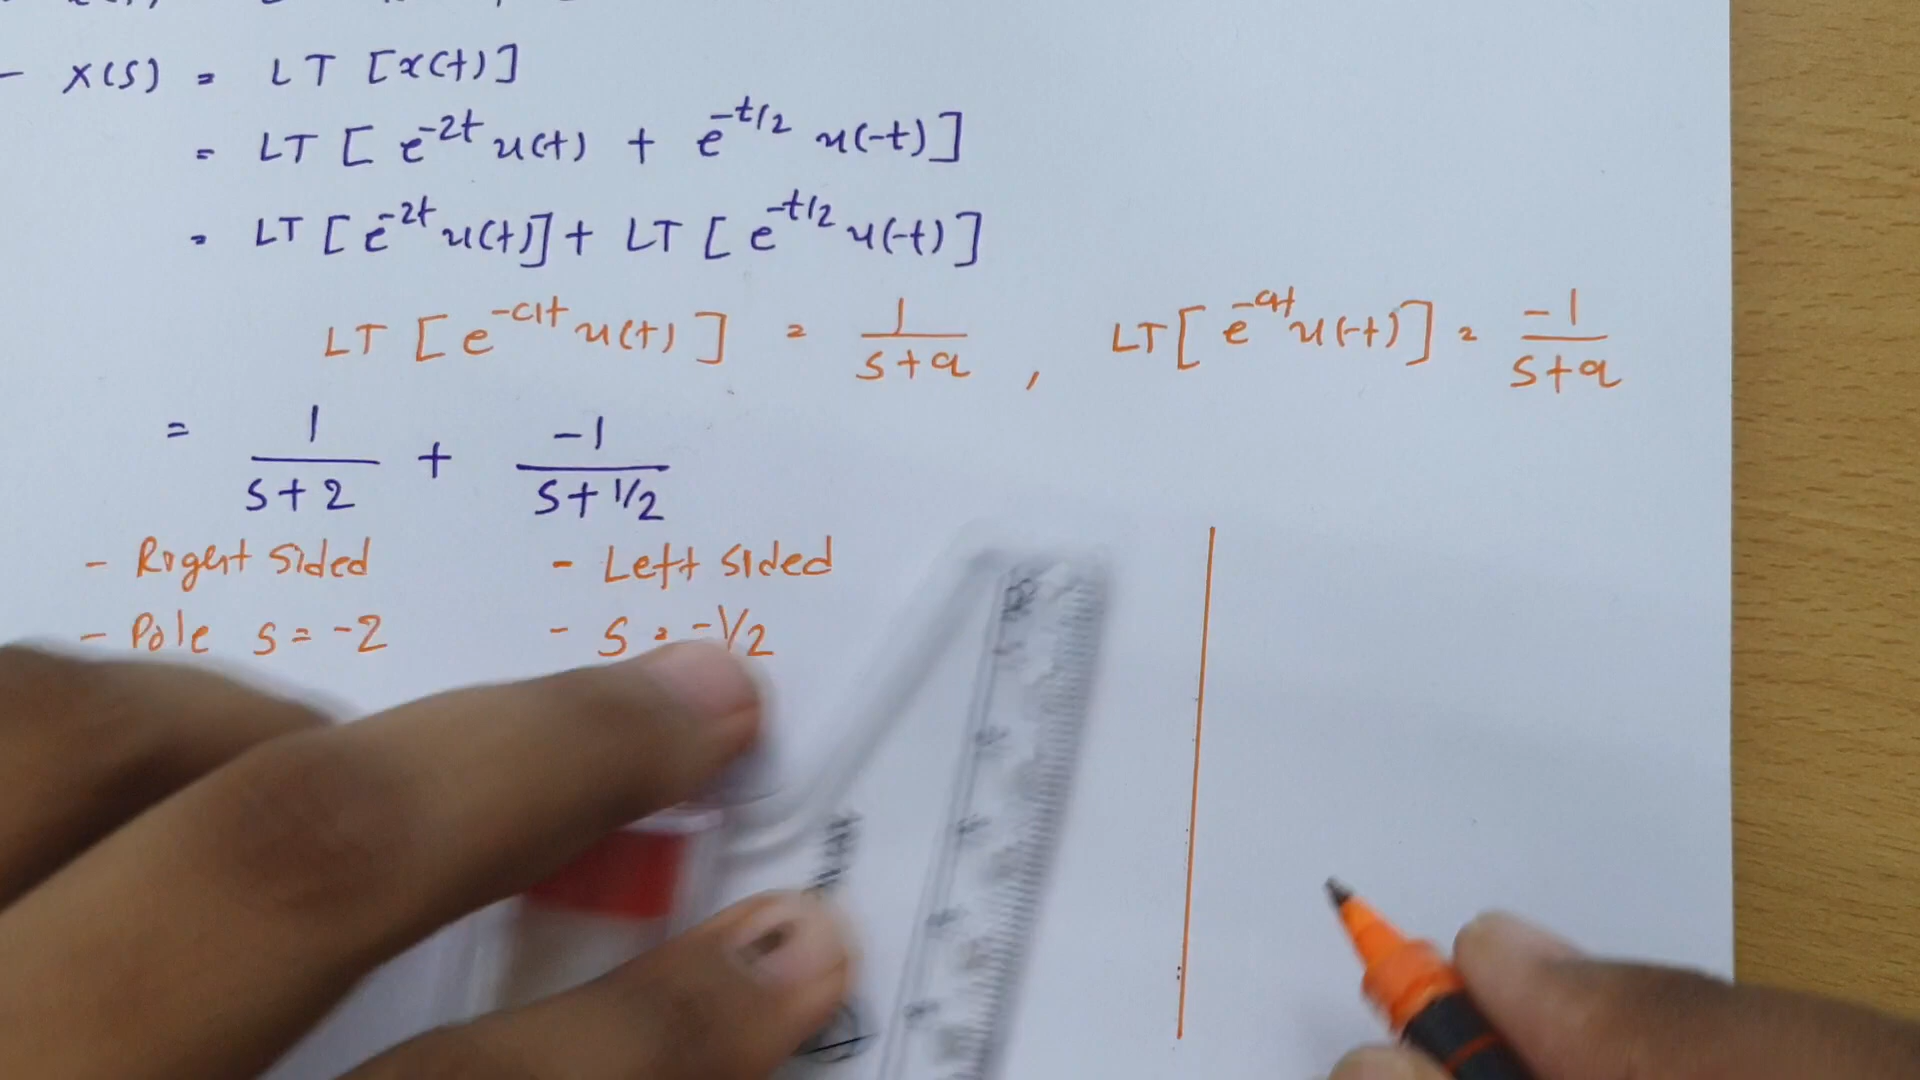 - X(S) = LT [x(t)]
= LT [ e^-2t u(t) + e^-t/2 u(-t)]
= LT [ e^-2t u(t)] + LT [ e^-t/2 u(-t)]
LT [ e^-at u(t) ] = 1/(s+a) , LT [ e^-at u(-t)] = -1/(s+a)
= 1/(s+2) + -1/(s+1/2)
- Right sided - Left sided
- Pole s = -2 - s = -1/2